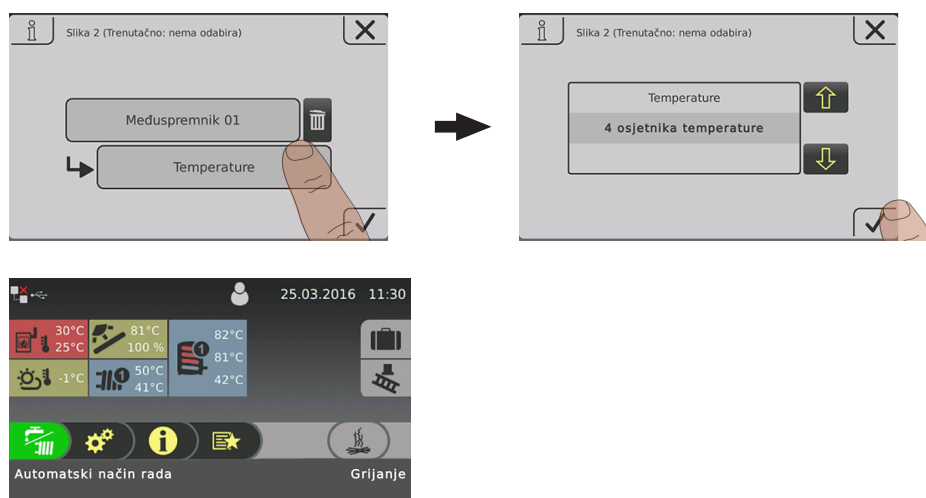 Slika 2 (Trenutačno: nema odabira)
Međuspremnik 01
Temperature
Slika 2 (Trenutačno: nema odabira)
Temperature
4 osjetnika temperature
25.03.2016 11:30
30°C
25°C
81°C
100 %
82°C
81°C
42°C
-1°C
1
50°C
41°C
1
Automatski način rada
Grijanje